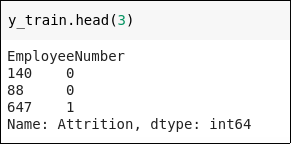 y_train.head(3)
EmployeeNumber
140    0
88     0
647    1
Name: Attrition, dtype: int64